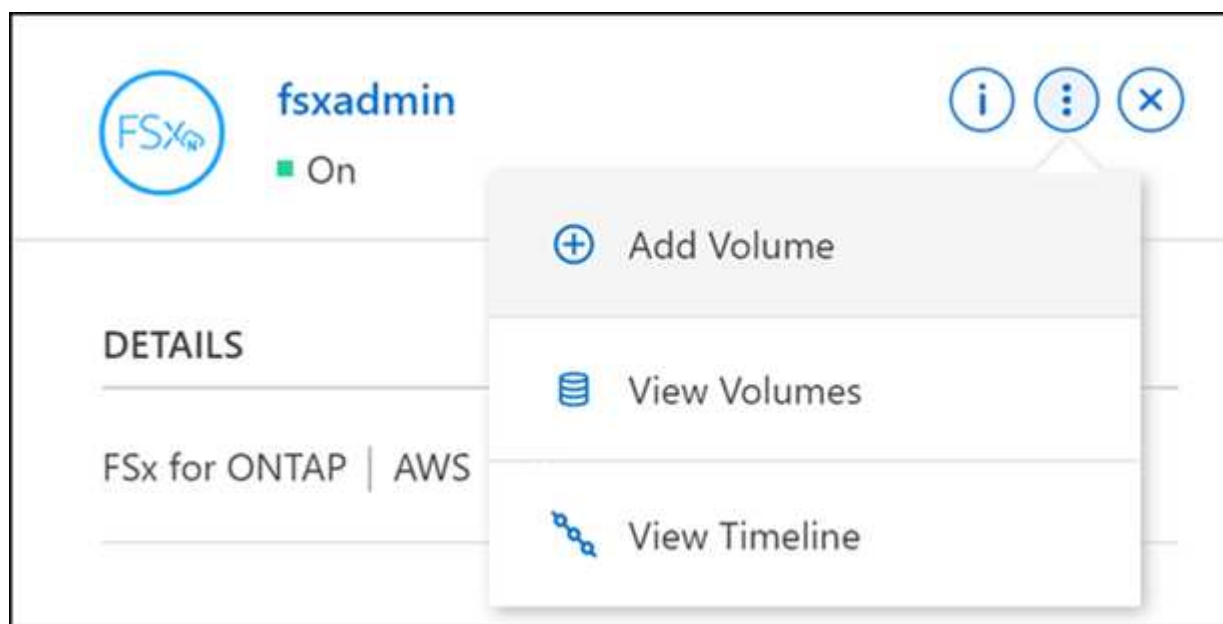 FSx
N
fsxadmin
i
On
Add Volume
DETAILS
View Volumes
FSx for ONTAP | AWS
View Timeline